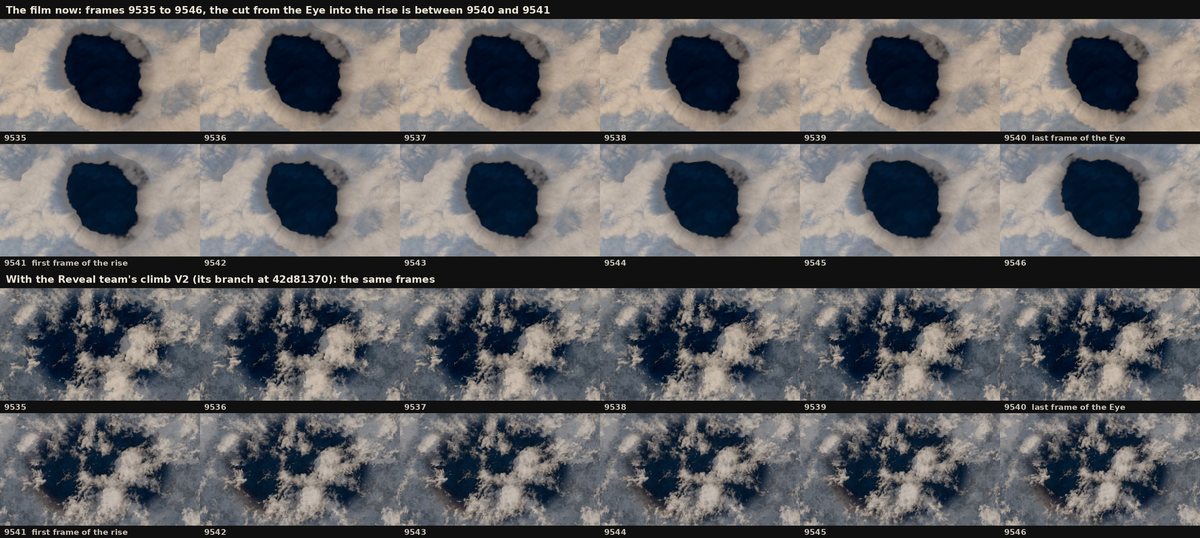 The film now: frames 9535 to 9546, the cut from the Eye into the rise is between 9540 and 9541
9535 9536 9537 9538 9539 9540 last frame of the Eye
9541 first frame of the rise 9542 9543 9544 9545 9546
With the Reveal team's climb V2 (its branch at 42d81370): the same frames
9535 9536 9537 9538 9539 9540 last frame of the Eye
9541 first frame of the rise 9542 9543 9544 9545 9546